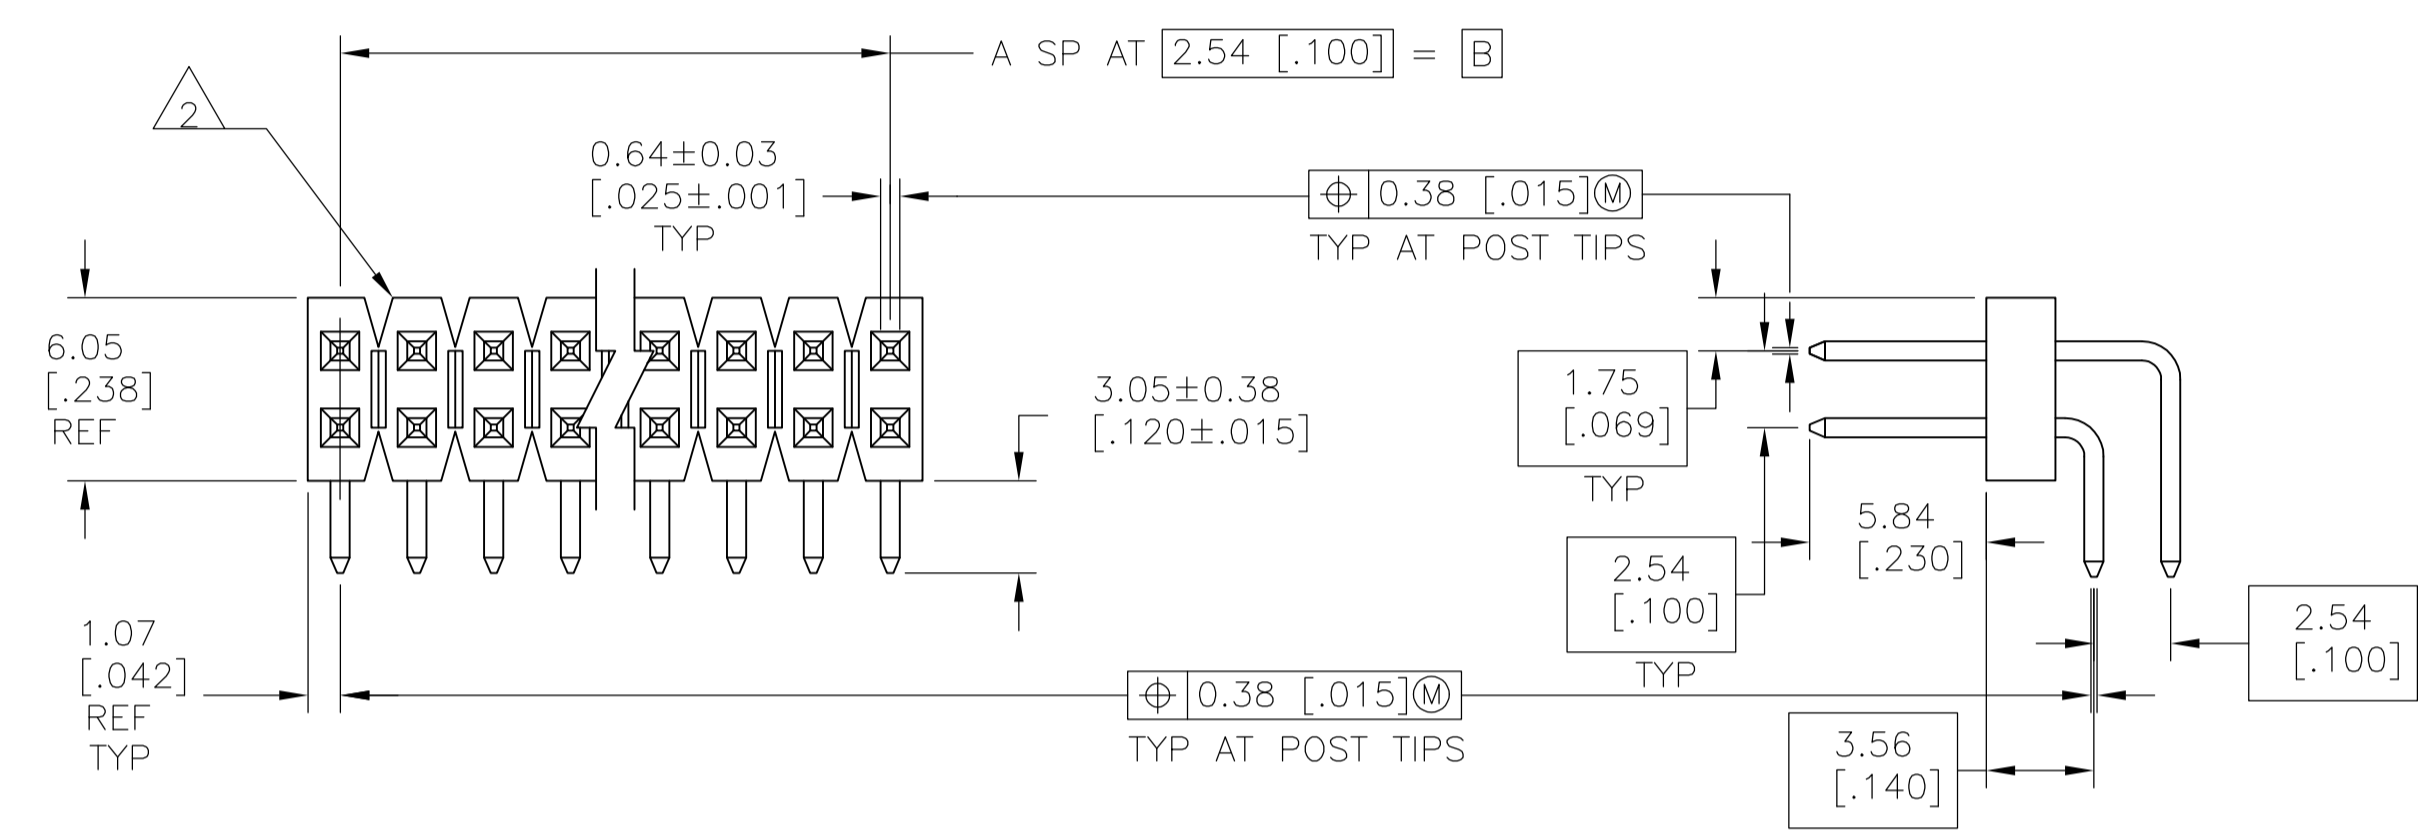 A SP AT 2.54 [.100] = B
2
0.64±0.03
[.025±.001]
TYP
⌖ 0.38 [.015]Ⓜ
TYP AT POST TIPS
6.05
[.238]
REF
3.05±0.38
[.120±.015]
1.75
[.069]
TYP
5.84
[.230]
2.54
[.100]
TYP
2.54
[.100]
1.07
[.042]
REF
TYP
⌖ 0.38 [.015]Ⓜ
TYP AT POST TIPS
3.56
[.140]